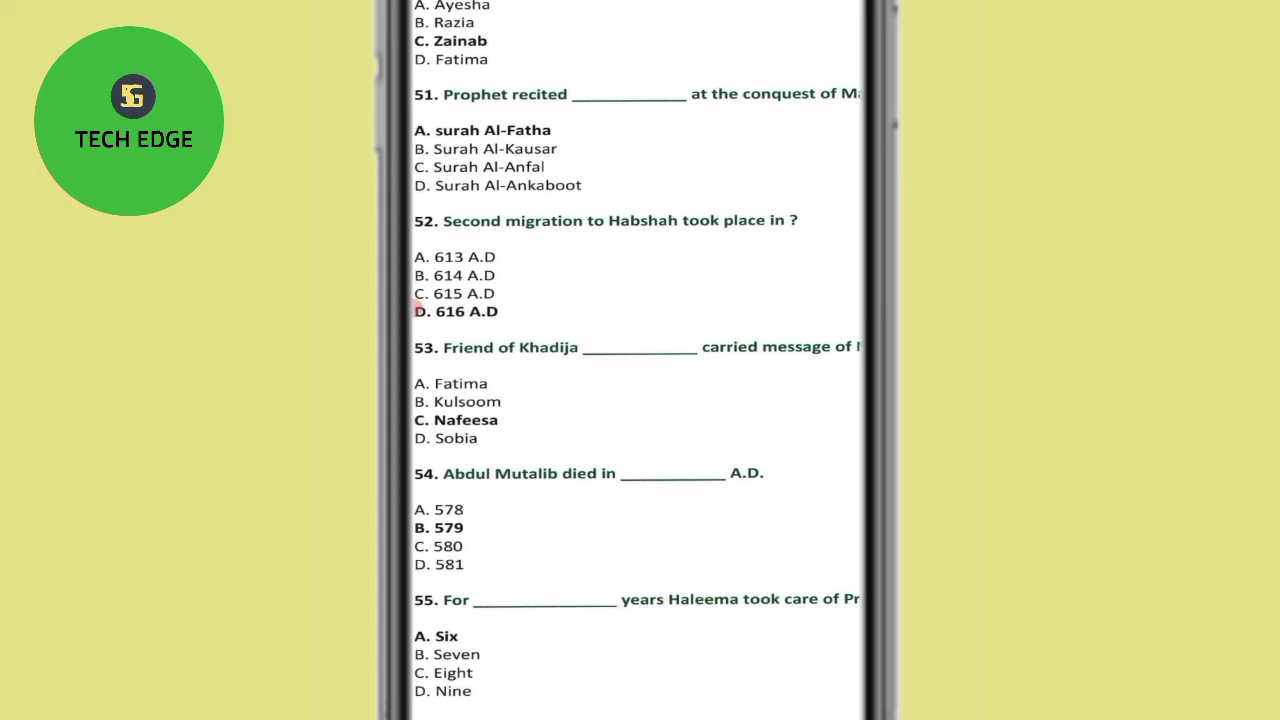 5G
TECH EDGE
A. Ayesha
B. Razia
C. Zainab
D. Fatima
51. Prophet recited ____________ at the conquest of
A. surah Al-Fatha
B. Surah Al-Kausar
C. Surah Al-Anfal
D. Surah Al-Ankaboot
52. Second migration to Habshah took place in ?
A. 613 A.D
B. 614 A.D
C. 615 A.D
D. 616 A.D
53. Friend of Khadija ____________ carried message of
A. Fatima
B. Kulsoom
C. Nafeesa
D. Sobia
54. Abdul Mutalib died in ___________ A.D.
A. 578
B. 579
C. 580
D. 581
55. For _______________ years Haleema took care of Pr
A. Six
B. Seven
C. Eight
D. Nine